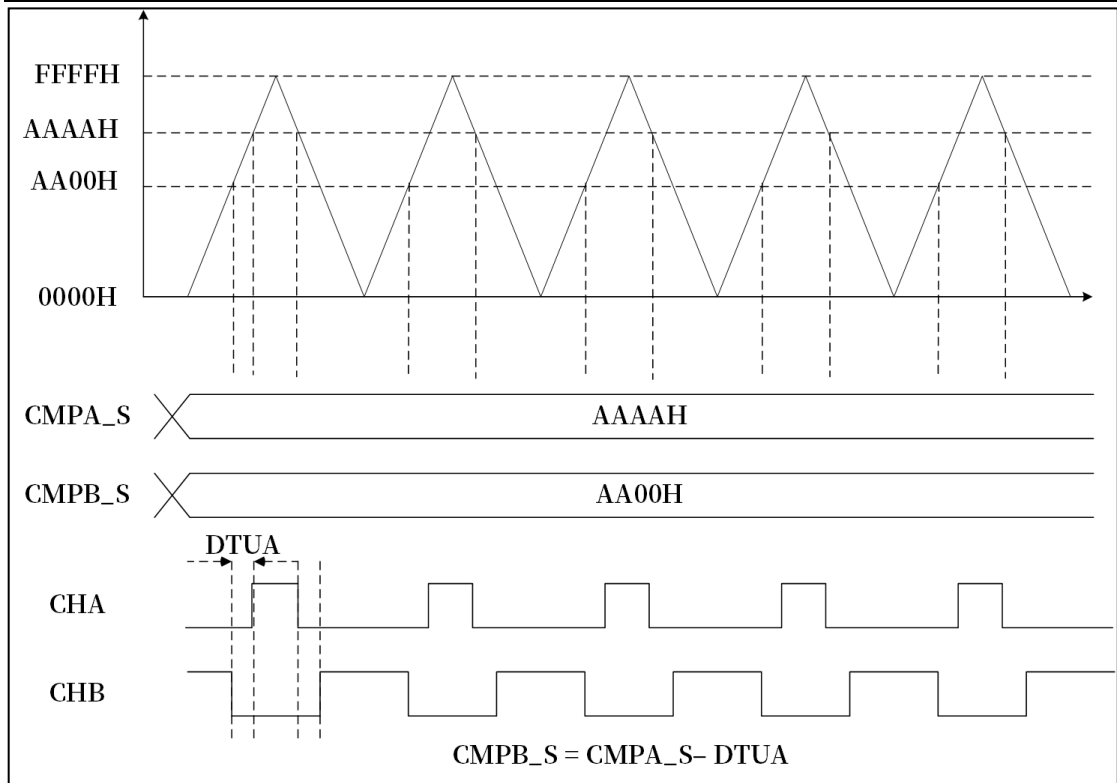 FFFFH
AAAAH
AA00H
0000H
CMPA_S
AAAAH
CMPB_S
AA00H
DTUA
CHA
CHB
CMPB_S = CMPA_S– DTUA